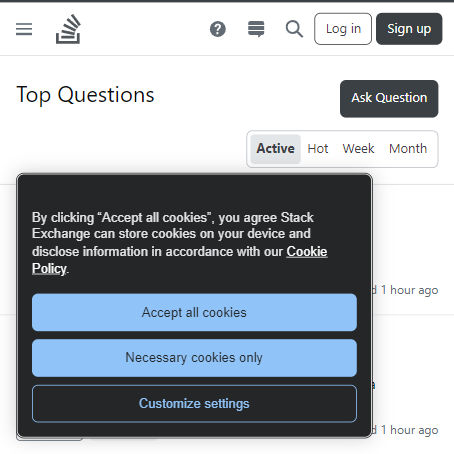 Log in
Sign up
Top Questions
Ask Question
Active Hot Week Month
By clicking “Accept all cookies”, you agree Stack
Exchange can store cookies on your device and
disclose information in accordance with our Cookie
Policy.
1 hour ago
Accept all cookies
Necessary cookies only
Customize settings
1 hour ago